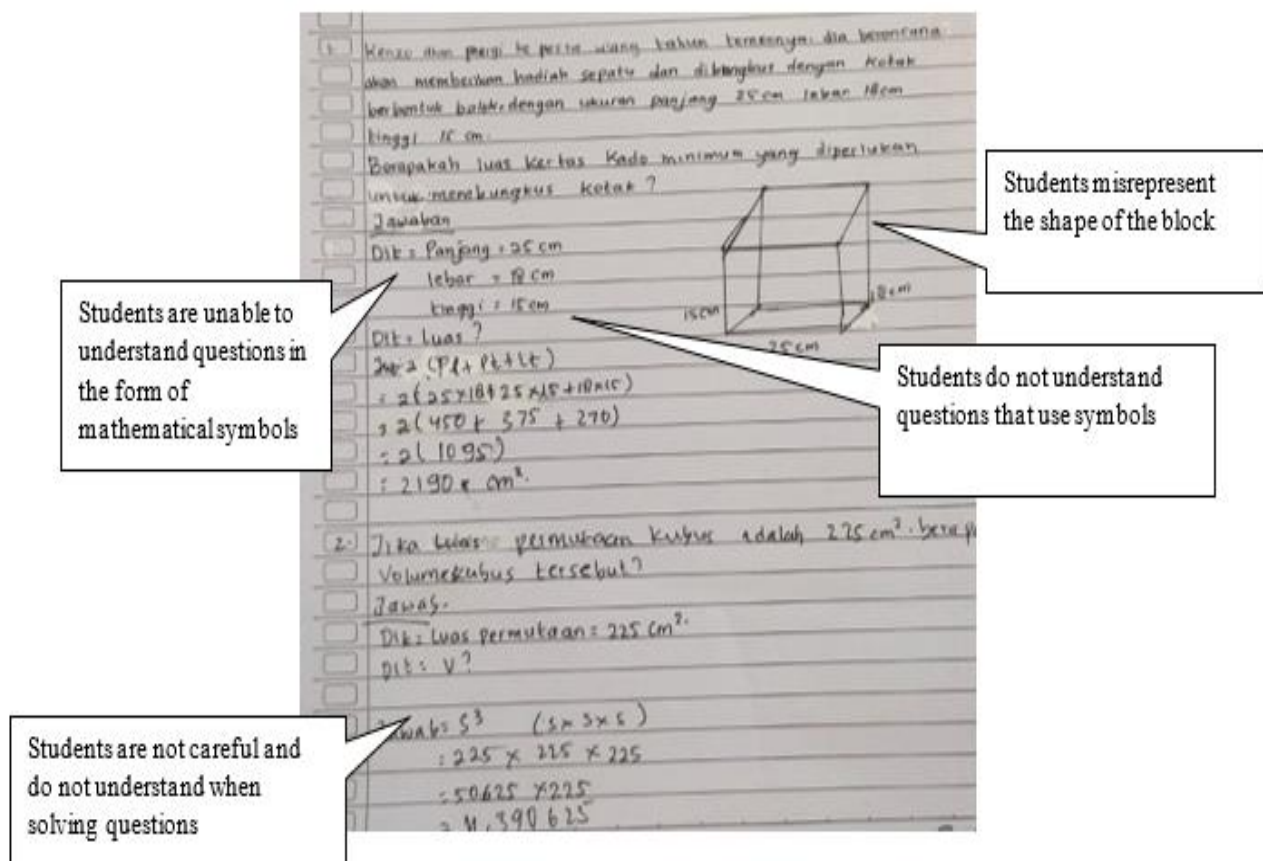 1. Kenzo akan pergi ke pesta ulang tahun temannya. dia berencana
akan memberikan hadiah sepatu dan dibungkus dengan kotak
berbentuk balok. dengan ukuran panjang 25 cm lebar 18 cm
tinggi 15 cm.
Berapakah luas kertas kado minimum yang diperlukan
untuk membungkus kotak?
Jawaban
Dik = Panjang = 25 cm
lebar = 18 cm
tinggi = 15 cm
Dit = Luas ?
2 (Pl + Pt + Lt)
= 2 (25 × 18 + 25 × 15 + 18 × 15)
= 2 (450 + 375 + 270)
= 2 (1095)
= 2190 cm².
15 cm
18 cm
25 cm
2. Jika luas permukaan kubus adalah 225 cm². berapa
Volume kubus tersebut?
Jawab.
Dik = Luas permukaan = 225 cm².
Dit = V?
Jawab = S³ (s × s × s)
= 225 × 225 × 225
= 50625 × 225
= 11.390625
Students misrepresent
the shape of the block
Students are unable to
understand questions in
the form of
mathematical symbols
Students do not understand
questions that use symbols
Students are not careful and
do not understand when
solving questions